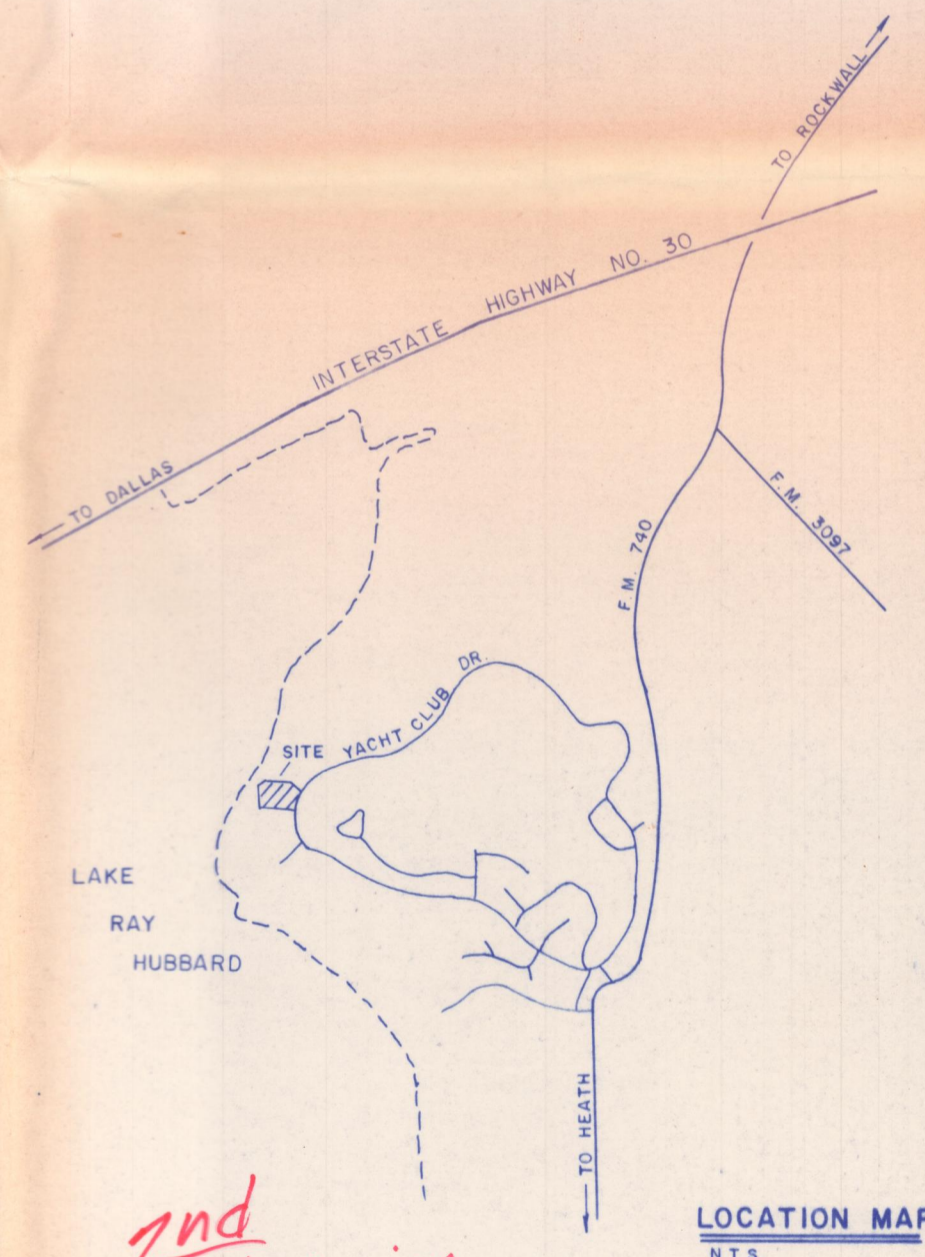 TO ROCKWALL
INTERSTATE HIGHWAY NO. 30
TO DALLAS
F.M. 3097
F.M. 740
YACHT CLUB DR.
SITE
LAKE
RAY
HUBBARD
TO HEATH
LOCATION MAP
N.T.S.
2nd